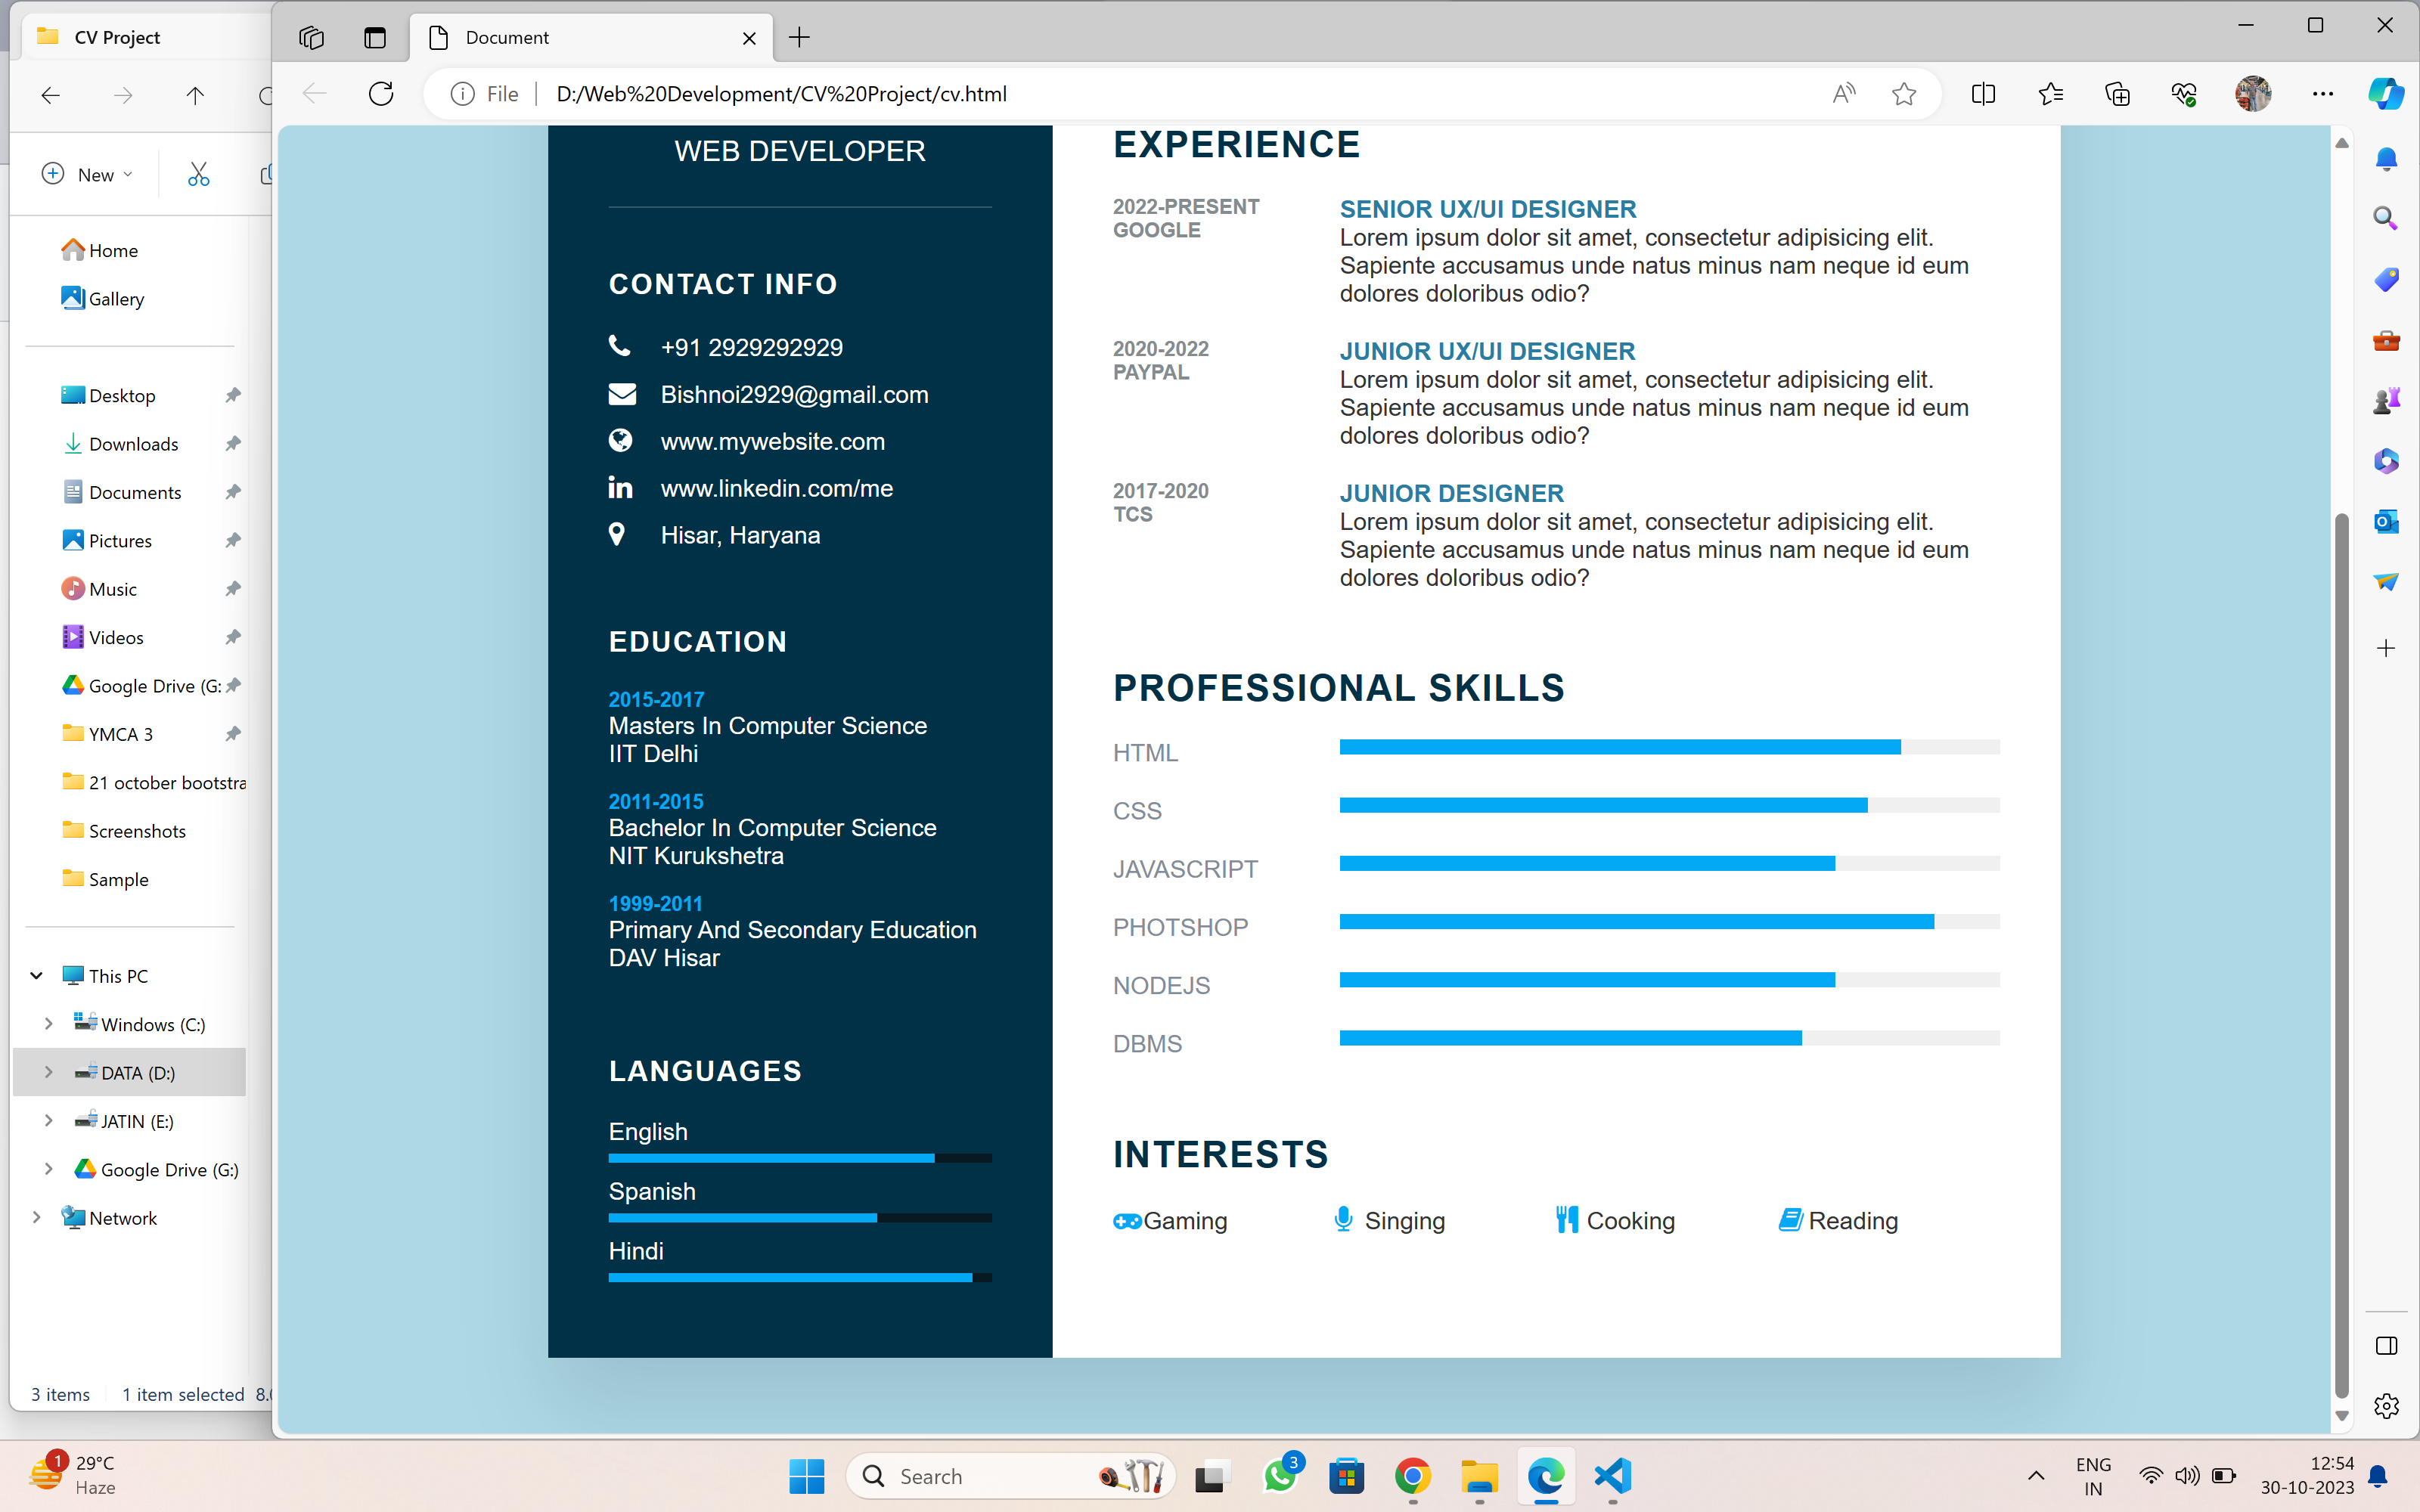 CV Project
New
Home
Gallery
Desktop
Downloads
Documents
Pictures
Music
Videos
Google Drive (G:
YMCA 3
21 october bootstra
Screenshots
Sample
This PC
Windows (C:)
DATA (D:)
JATIN (E:)
Google Drive (G:)
Network
3 items
1 item selected 8.
Document
File
D:/Web%20Development/CV%20Project/cv.html
WEB DEVELOPER
CONTACT INFO
+91 2929292929
Bishnoi2929@gmail.com
www.mywebsite.com
www.linkedin.com/me
Hisar, Haryana
EDUCATION
2015-2017
Masters In Computer Science
IIT Delhi
2011-2015
Bachelor In Computer Science
NIT Kurukshetra
1999-2011
Primary And Secondary Education
DAV Hisar
LANGUAGES
English
Spanish
Hindi
EXPERIENCE
2022-PRESENT
GOOGLE
SENIOR UX/UI DESIGNER
Lorem ipsum dolor sit amet, consectetur adipisicing elit.
Sapiente accusamus unde natus minus nam neque id eum
dolores doloribus odio?
2020-2022
PAYPAL
JUNIOR UX/UI DESIGNER
Lorem ipsum dolor sit amet, consectetur adipisicing elit.
Sapiente accusamus unde natus minus nam neque id eum
dolores doloribus odio?
2017-2020
TCS
JUNIOR DESIGNER
Lorem ipsum dolor sit amet, consectetur adipisicing elit.
Sapiente accusamus unde natus minus nam neque id eum
dolores doloribus odio?
PROFESSIONAL SKILLS
HTML
CSS
JAVASCRIPT
PHOTSHOP
NODEJS
DBMS
INTERESTS
Gaming
Singing
Cooking
Reading
1
29°C
Haze
Search
3
ENG
IN
12:54
30-10-2023